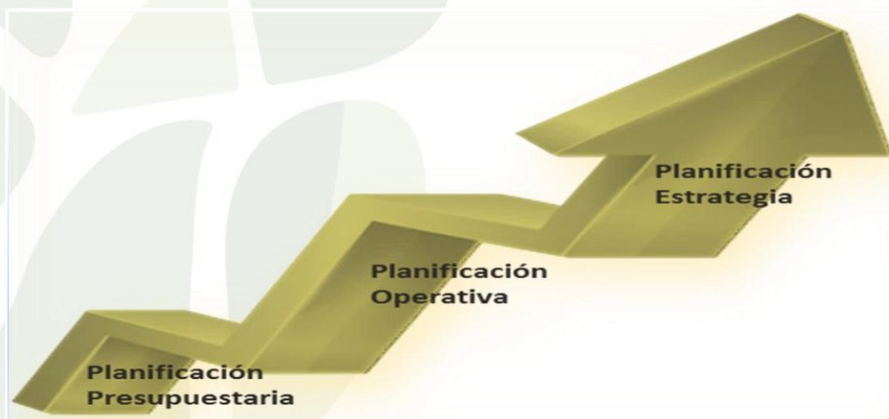 Planificación
Estrategia
Planificación
Operativa
Planificación
Presupuestaria